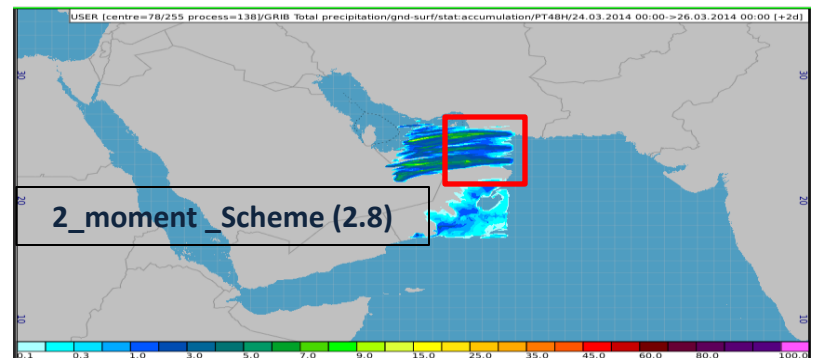 USER [centre=78/255 process=138]/GRIB Total precipitation/gnd-surf/stat:accumulation/PT48H/24.03.2014 00:00->26.03.2014 00:00 [+2d]
30 30
20 20
2_moment _Scheme (2.8)
10 10
0.1 0.3 1.0 3.0 5.0 7.0 9.0 15.0 25.0 35.0 45.0 60.0 80.0 100.0